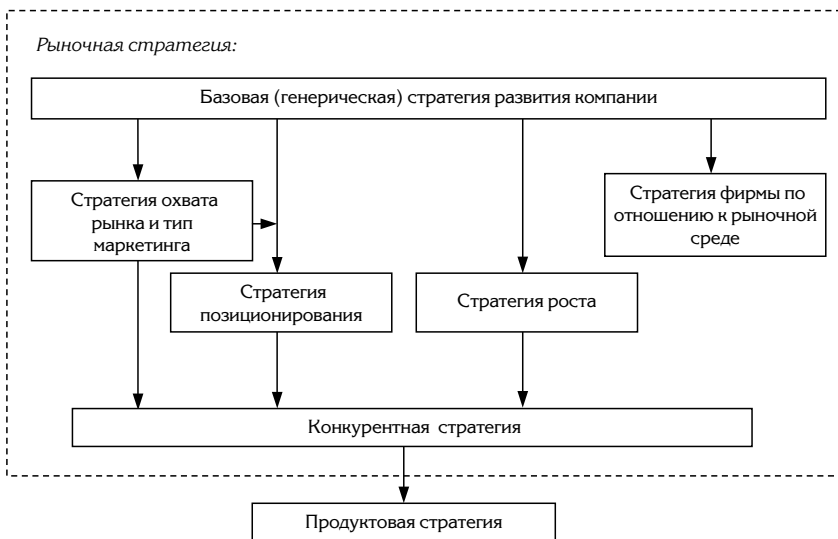 Рыночная стратегия:
Базовая (генерическая) стратегия развития компании
Стратегия охвата
рынка и тип
маркетинга
Стратегия фирмы по
отношению к рыночной
среде
Стратегия
позиционирования
Стратегия роста
Конкурентная стратегия
Продуктовая стратегия